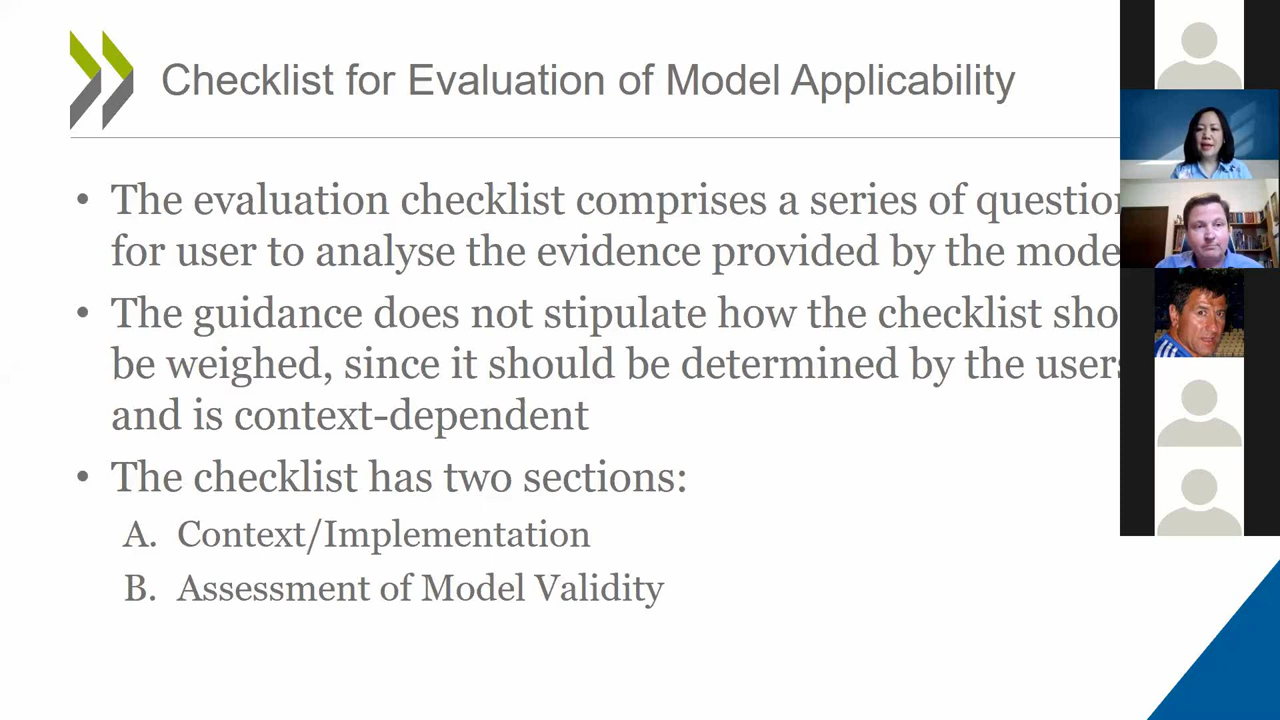 Checklist for Evaluation of Model Applicability
• The evaluation checklist comprises a series of question
for user to analyse the evidence provided by the mode
• The guidance does not stipulate how the checklist sho
be weighed, since it should be determined by the users
and is context-dependent
• The checklist has two sections:
A. Context/Implementation
B. Assessment of Model Validity